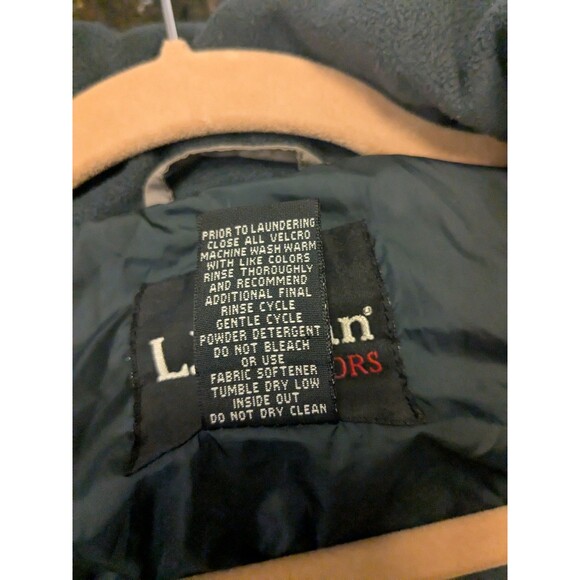 PRIOR TO LAUNDERING
CLOSE ALL VELCRO
MACHINE WASH WARM
WITH LIKE COLORS
RINSE THOROUGHLY
AND RECOMMEND
ADDITIONAL FINAL
RINSE CYCLE
GENTLE CYCLE
POWDER DETERGENT
DO NOT BLEACH
OR USE
FABRIC SOFTENER
TUMBLE DRY LOW
INSIDE OUT
DO NOT DRY CLEAN